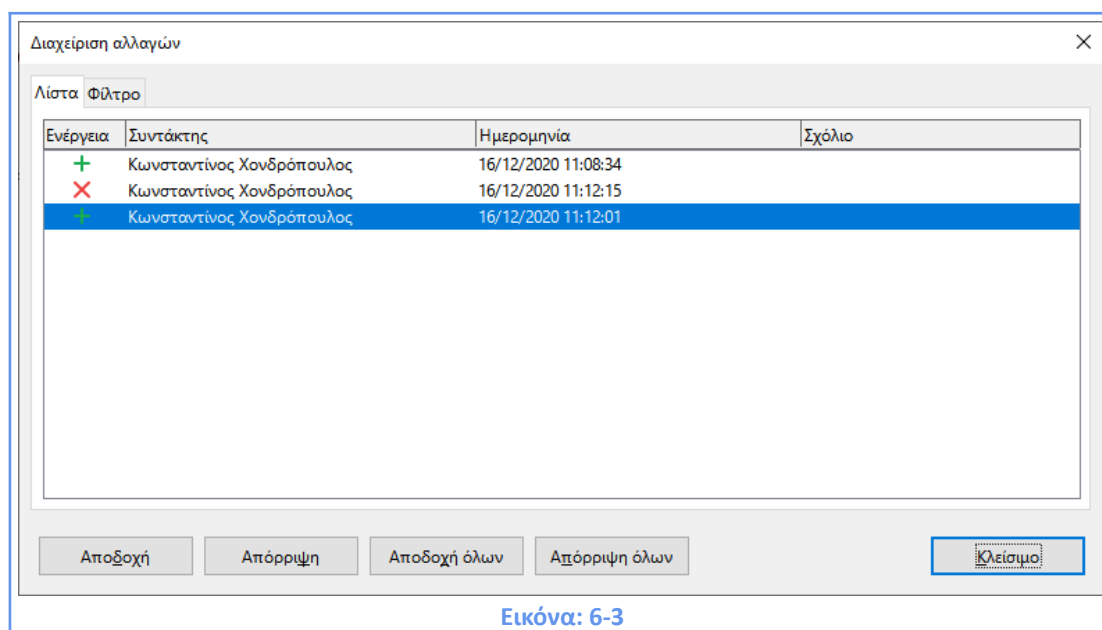 Διαχείριση αλλαγών
Λίστα Φίλτρο
Ενέργεια Συντάκτης Ημερομηνία Σχόλιο
Κωνσταντίνος Χονδρόπουλος 16/12/2020 11:08:34
Κωνσταντίνος Χονδρόπουλος 16/12/2020 11:12:15
Κωνσταντίνος Χονδρόπουλος 16/12/2020 11:12:01
Αποδοχή Απόρριψη Αποδοχή όλων Απόρριψη όλων Κλείσιμο
Εικόνα: 6-3